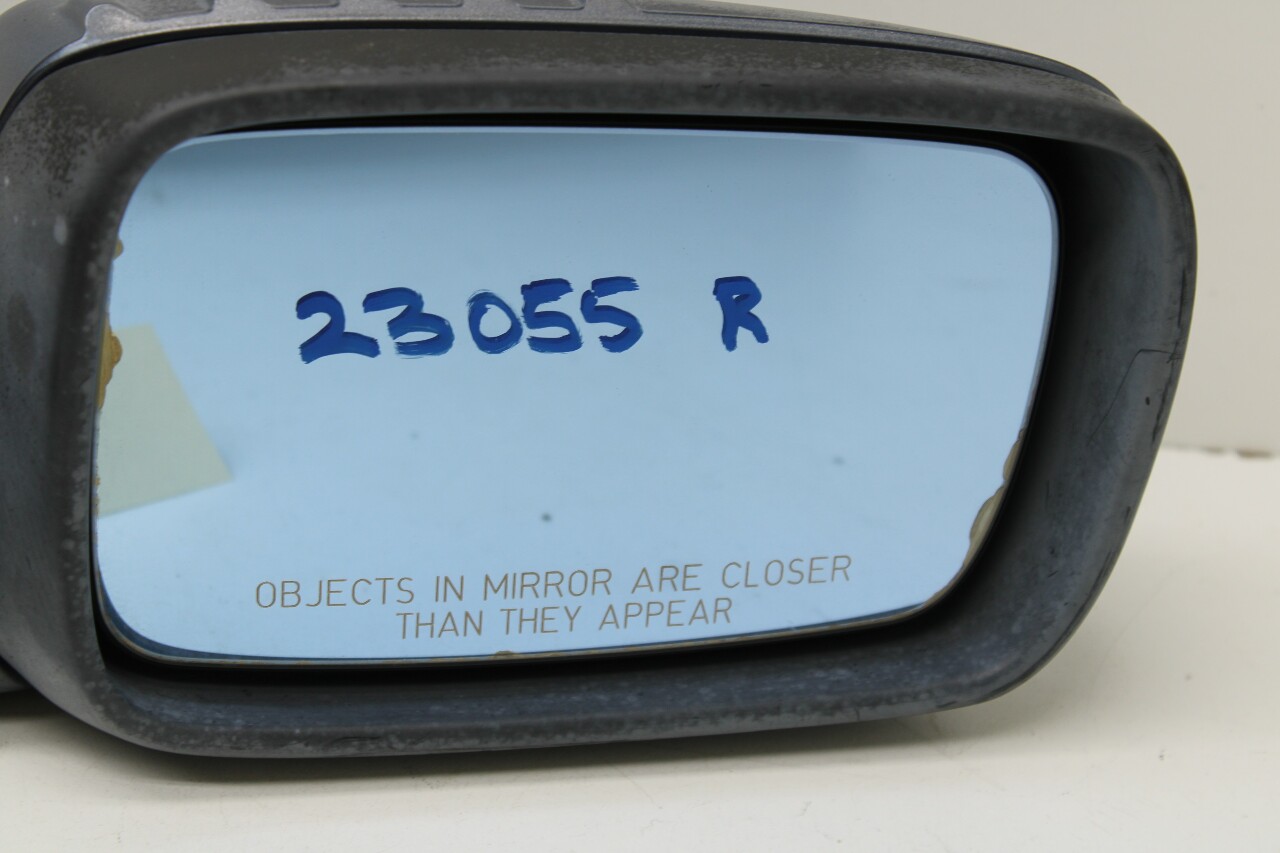 23055 R
OBJECTS IN MIRROR ARE CLOSER
THAN THEY APPEAR